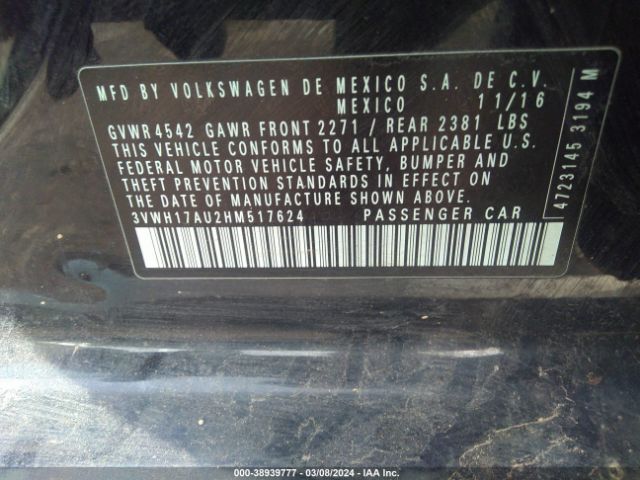 MFD BY VOLKSWAGEN DE MEXICO S.A. DE C.V.
MEXICO 11/16
GVWR 4542 GAWR FRONT 2271 / REAR 2381 LBS
THIS VEHICLE CONFORMS TO ALL APPLICABLE U.S.
FEDERAL MOTOR VEHICLE SAFETY, BUMPER AND
THEFT PREVENTION STANDARDS IN EFFECT ON
THE DATE OF MANUFACTURE SHOWN ABOVE.
3VWH17AU2HM517624 PASSENGER CAR
4723145 3194 M
000-38939777 — 03/08/2024 — IAA Inc.